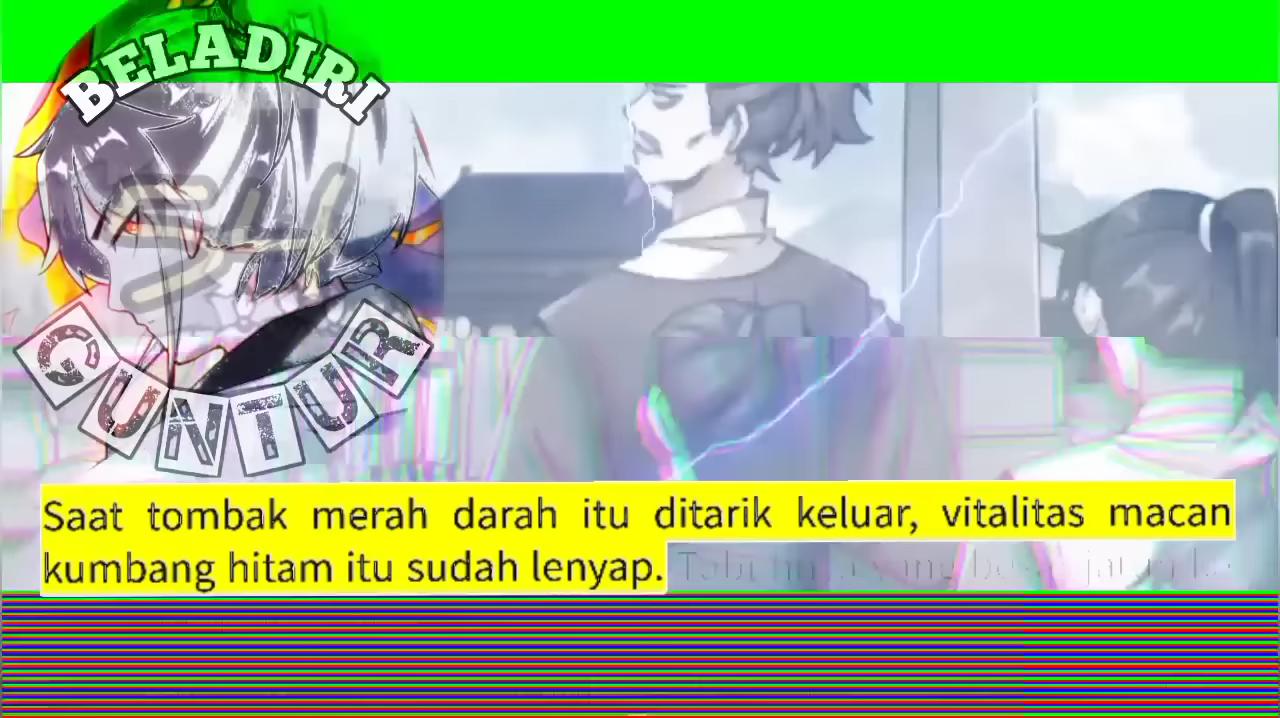 BELADIRI
GUNTUR
Saat tombak merah darah itu ditarik keluar, vitalitas macan
kumbang hitam itu sudah lenyap.